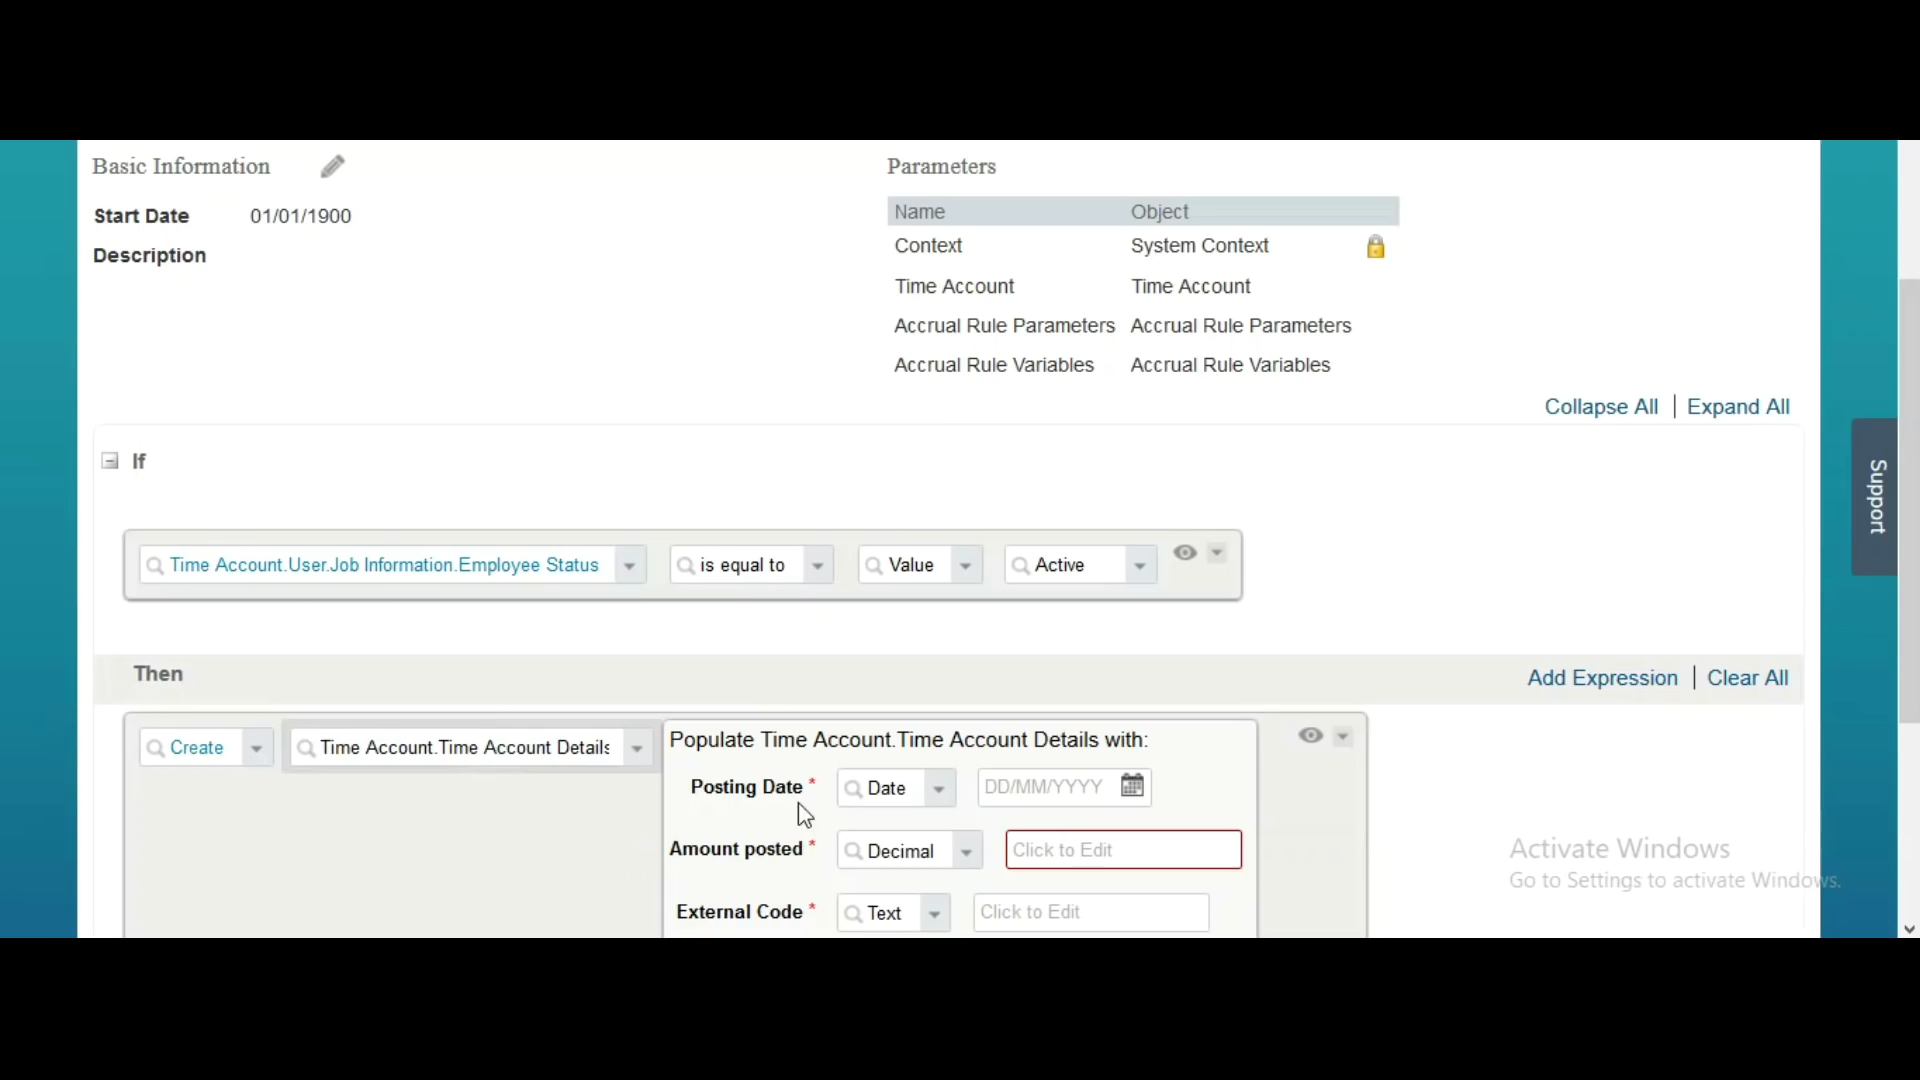 Basic Information
Parameters
Start Date 01/01/1900
Description
Name Object
Context System Context
Time Account Time Account
Accrual Rule Parameters Accrual Rule Parameters
Accrual Rule Variables Accrual Rule Variables
Collapse All | Expand All
If
Support
Time Account.User.Job Information.Employee Status is equal to Value Active
Then
Add Expression | Clear All
Create Time Account.Time Account Details Populate Time Account.Time Account Details with:
Posting Date * Date DD/MM/YYYY
Amount posted * Decimal Click to Edit
External Code * Text Click to Edit
Activate Windows
Go to Settings to activate Windows.